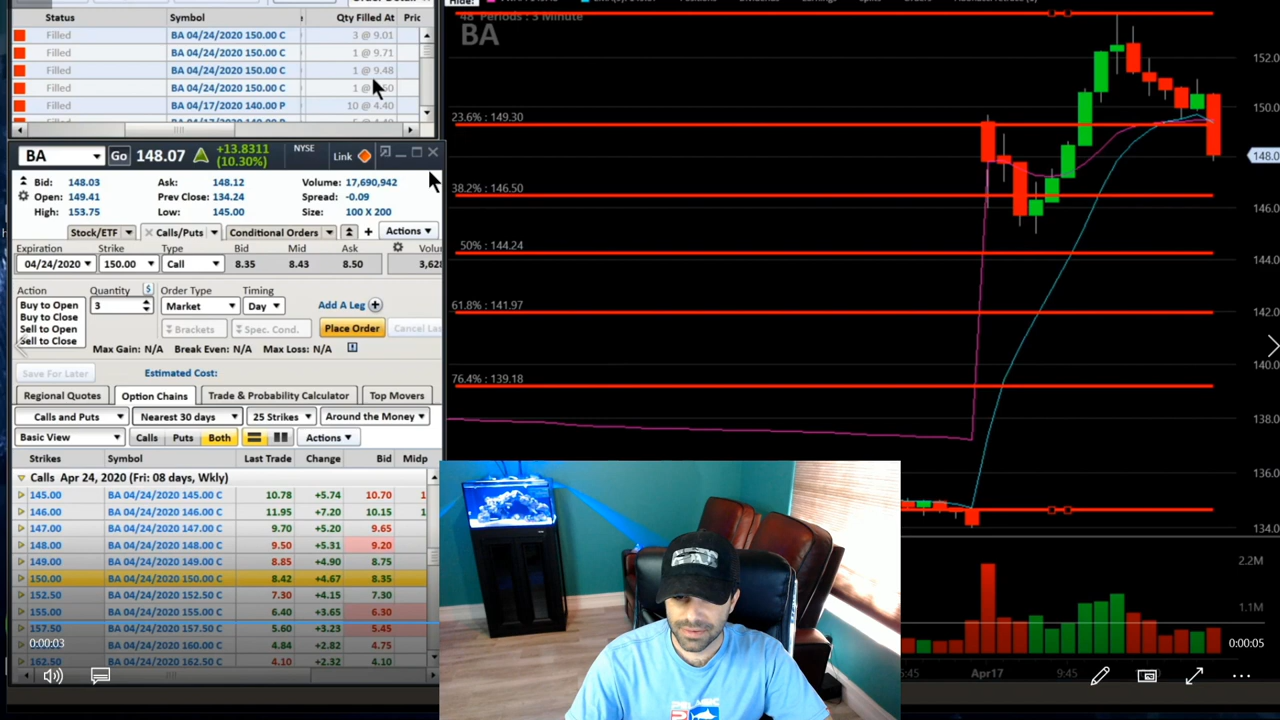 Status Symbol Qty Filled At
Filled BA 04/24/2020 150.00 C 3 @ 9.01
Filled BA 04/24/2020 150.00 C 1 @ 9.71
Filled BA 04/24/2020 150.00 C 1 @ 9.48
Filled BA 04/24/2020 150.00 C
Filled BA 04/17/2020 140.00 P 10 @ 4.40
BA Go 148.07 +13.8311 (10.30%) NYSE Link
Bid: 148.03 Ask: 148.12 Volume: 17,690,942
Open: 149.41 Prev Close: 134.24 Spread: -0.09
High: 153.75 Low: 145.00 Size: 100 X 200
Stock/ETF Calls/Puts Conditional Orders Actions
Expiration Strike Type Bid Mid Ask
04/24/2020 150.00 Call 8.35 8.43 8.50 3,628
Action Quantity $ Order Type Timing
Buy to Open
Buy to Close
Sell to Open
Sell to Close
3 Market Day
Add A Leg
Brackets Spec. Cond. Place Order
Max Gain: N/A Break Even: N/A Max Loss: N/A
Save For Later Estimated Cost:
Regional Quotes Option Chains Trade & Probability Calculator Top Movers
Calls and Puts Nearest 30 days 25 Strikes Around the Money
Basic View Calls Puts Both Actions
Strikes Symbol Last Trade Change Bid Midp
Calls Apr 24, 2020 (Fri: 08 days, Wkly)
145.00 BA 04/24/2020 145.00 C 10.78 +5.74 10.70
146.00 BA 04/24/2020 146.00 C 11.95 +7.20 10.15
147.00 BA 04/24/2020 147.00 C 9.70 +5.20 9.65
148.00 BA 04/24/2020 148.00 C 9.50 +5.31 9.20
149.00 BA 04/24/2020 149.00 C 8.85 +4.90 8.75
150.00 BA 04/24/2020 150.00 C 8.42 +4.67 8.35
152.50 BA 04/24/2020 152.50 C 7.30 +4.15 7.30
155.00 BA 04/24/2020 155.00 C 6.40 +3.65 6.30
157.50 BA 04/24/2020 157.50 C 5.60 +3.23 5.45
BA 04/24/2020 160.00 C 4.84 +2.82 4.75
162.50 BA 04/24/2020 162.50 C 4.10 +2.32 4.10
0:00:03
Hide:
48 Periods : 3 Minute
BA
23.6% : 149.30
38.2% : 146.50
50% : 144.24
61.8% : 141.97
76.4% : 139.18
152.0
150.0
148.0
146.0
144.0
142.0
140.0
138.0
136.0
134.0
2.2M
1.1M
0:00:05
Apr17 9:45